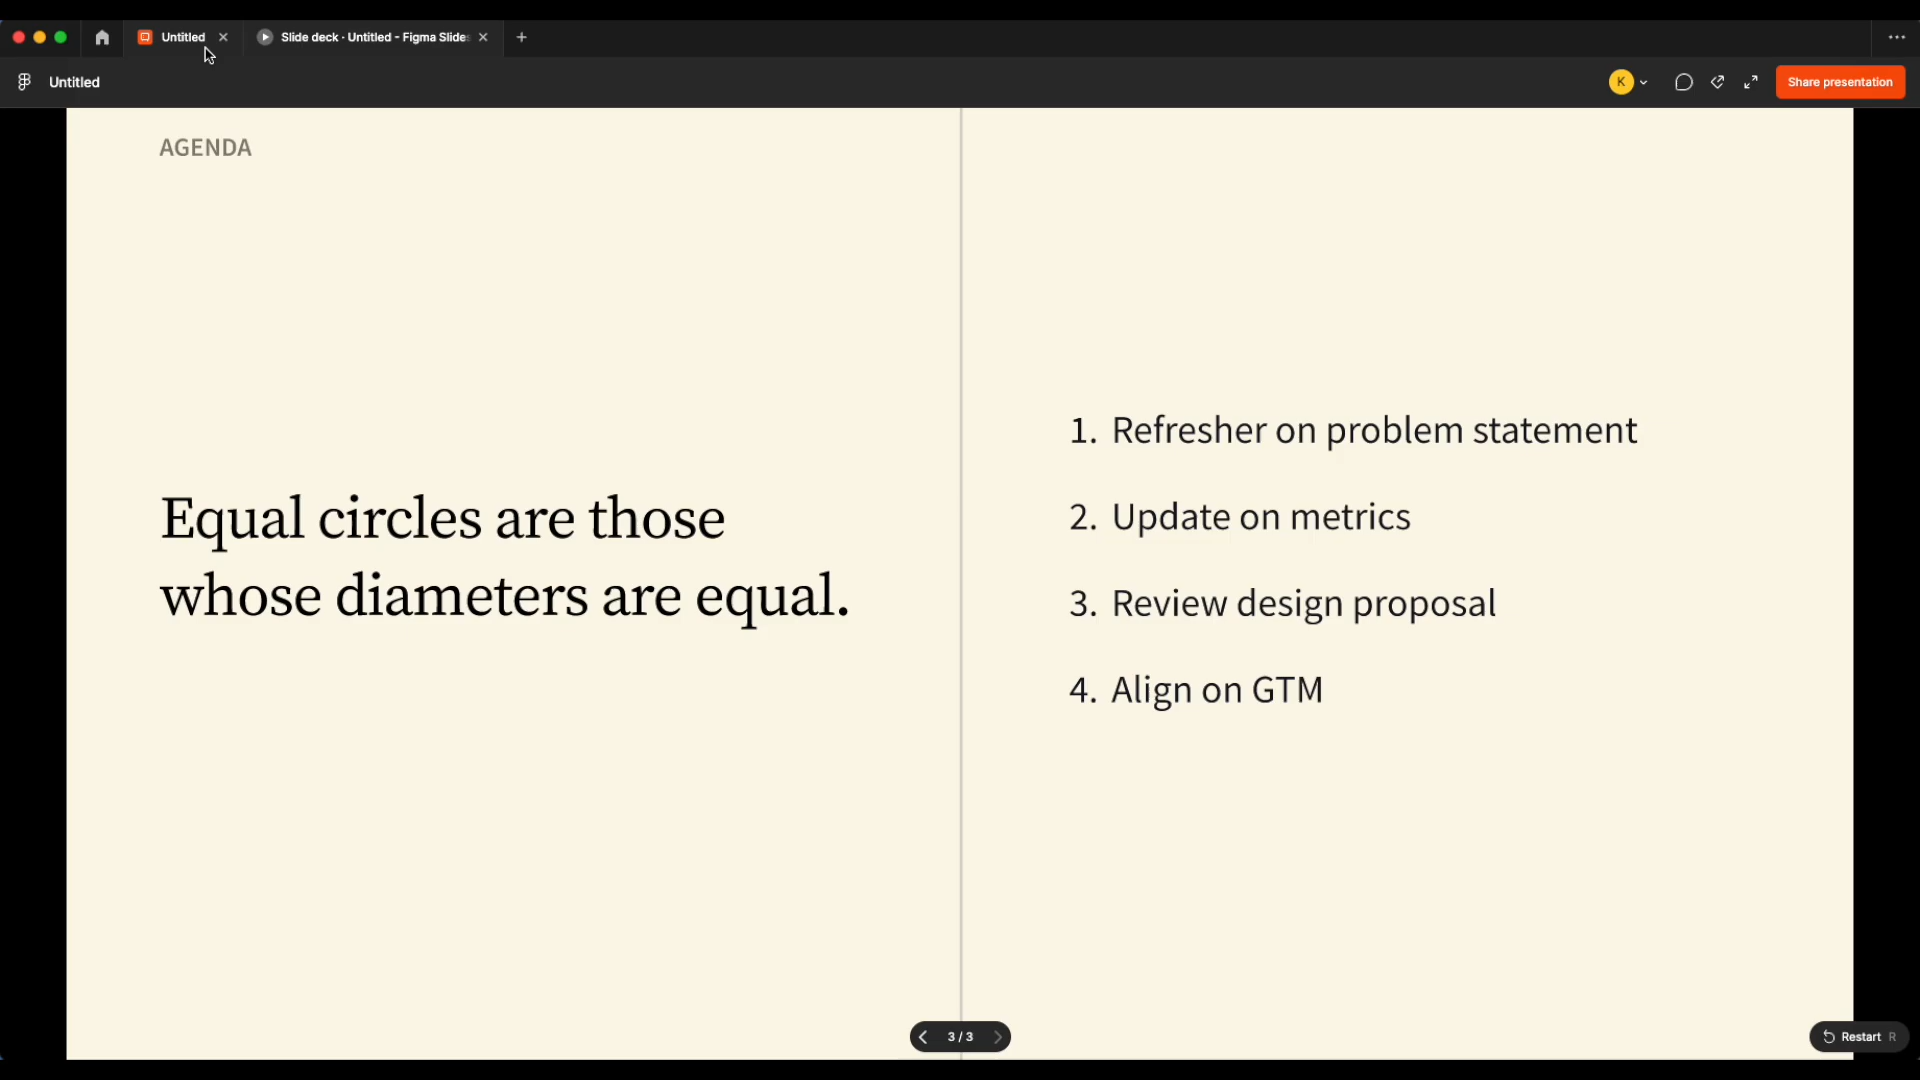 Untitled
Slide deck · Untitled - Figma Slides
Untitled
K
Share presentation
AGENDA
Equal circles are those
whose diameters are equal.
1. Refresher on problem statement
2. Update on metrics
3. Review design proposal
4. Align on GTM
3 / 3
Restart R